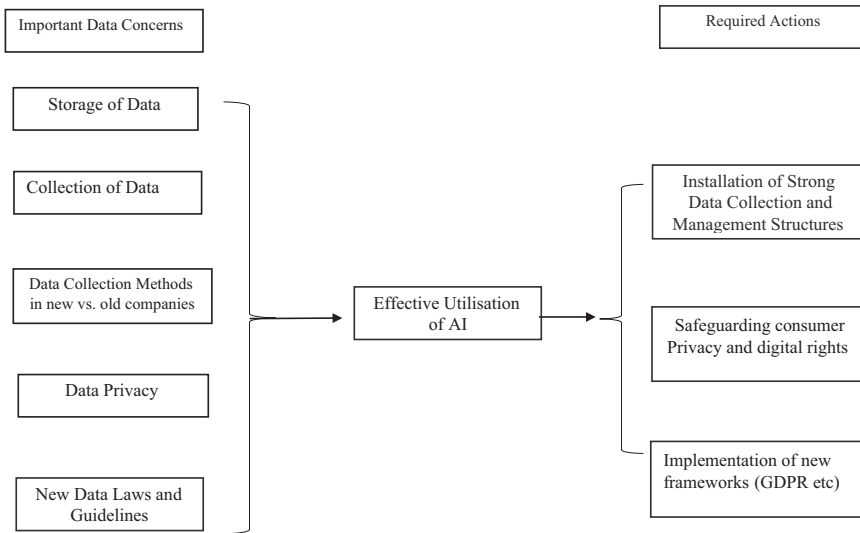 Important Data Concerns
Required Actions
Storage of Data
Collection of Data
Data Collection Methods
in new vs. old companies
Data Privacy
New Data Laws and
Guidelines
Effective Utilisation
of AI
Installation of Strong
Data Collection and
Management Structures
Safeguarding consumer
Privacy and digital rights
Implementation of new
frameworks (GDPR etc)